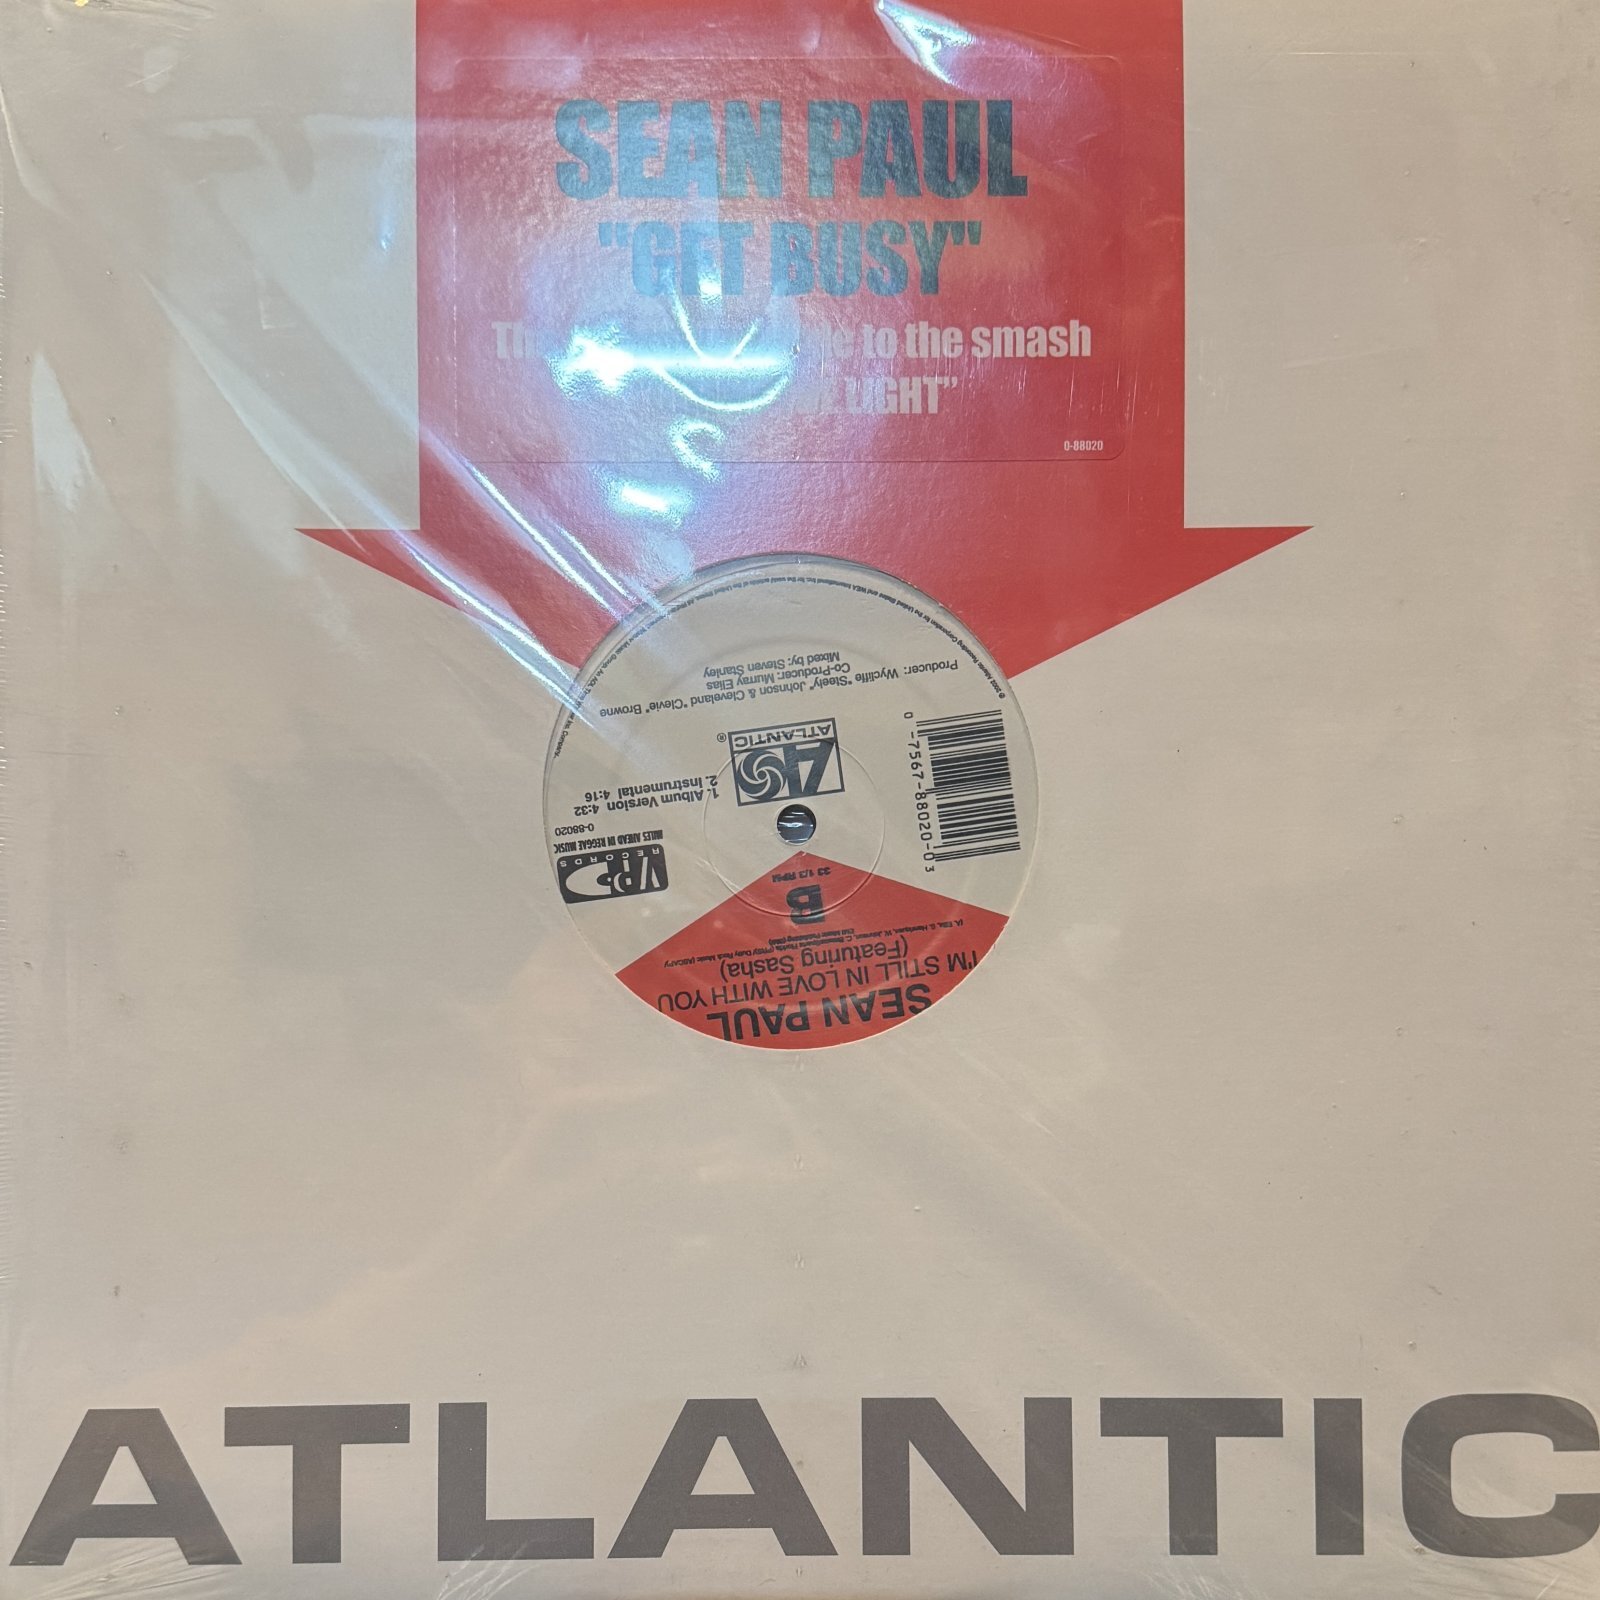 SEAN PAUL
"GET BUSY"
to the smash
LIGHT"
0-88020
SEAN PAUL
I'M STILL IN LOVE WITH YOU
(Featuring Sasha)
B
33 1/3 RPM
VP
RECORDS
MILES AHEAD IN REGGAE MUSIC
0-88020
1. Album Version 4:32
2. Instrumental 4:16
ATLANTIC®
0-7567-88020-0 3
Producer: Wycliffe "Steely" Johnson & Cleveland "Clevie" Browne
Co-Producer: Murray Elias
Mixed by: Steven Stanley
ATLANTIC